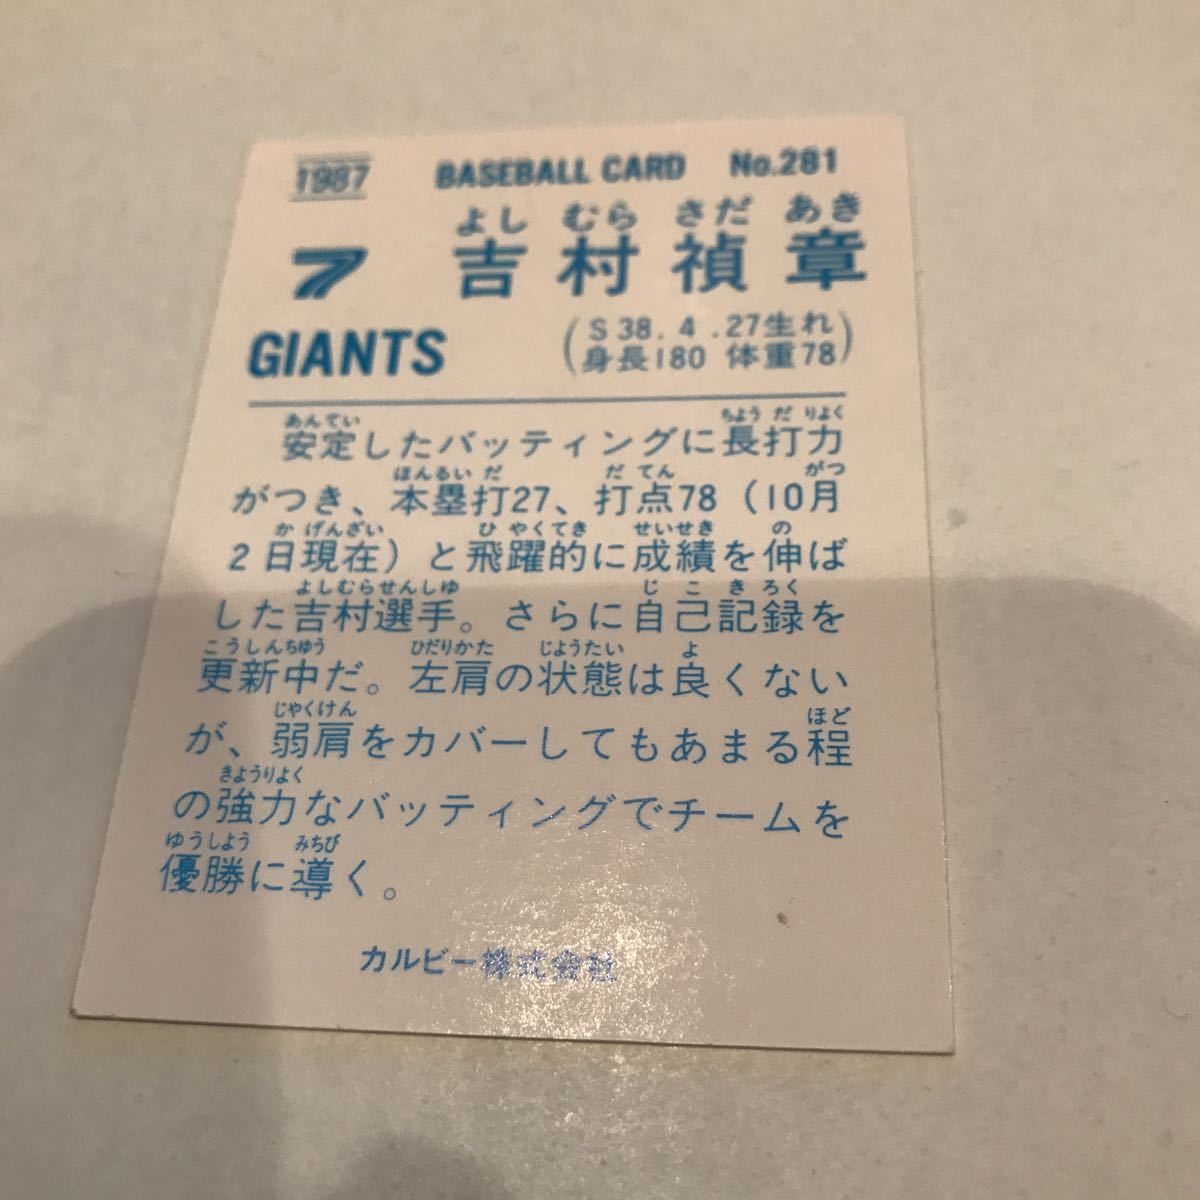 1987 BASEBALL CARD No.281
よし むら さだ あき
7 吉村禎章
GIANTS
(S38.4.27生れ
身長180 体重78)
あんてい ちょう だ りよく
安定したバッティングに長打力
ほんるい だ だ てん がつ
がつき、本塁打27、打点78(10月
か げんざい ひ やくてき せいせき の
2日現在)と飛躍的に成績を伸ば
よしむらせんしゆ じ こ き ろく
した吉村選手。さらに自己記録を
こうしんちゆう ひだりかた じようたい よ
更新中だ。左肩の状態は良くない
じやくけん ほど
が、弱肩をカバーしてもあまる程
きようりよく
の強力なバッティングでチームを
ゆうしよう みちび
優勝に導く。
カルビー株式会社